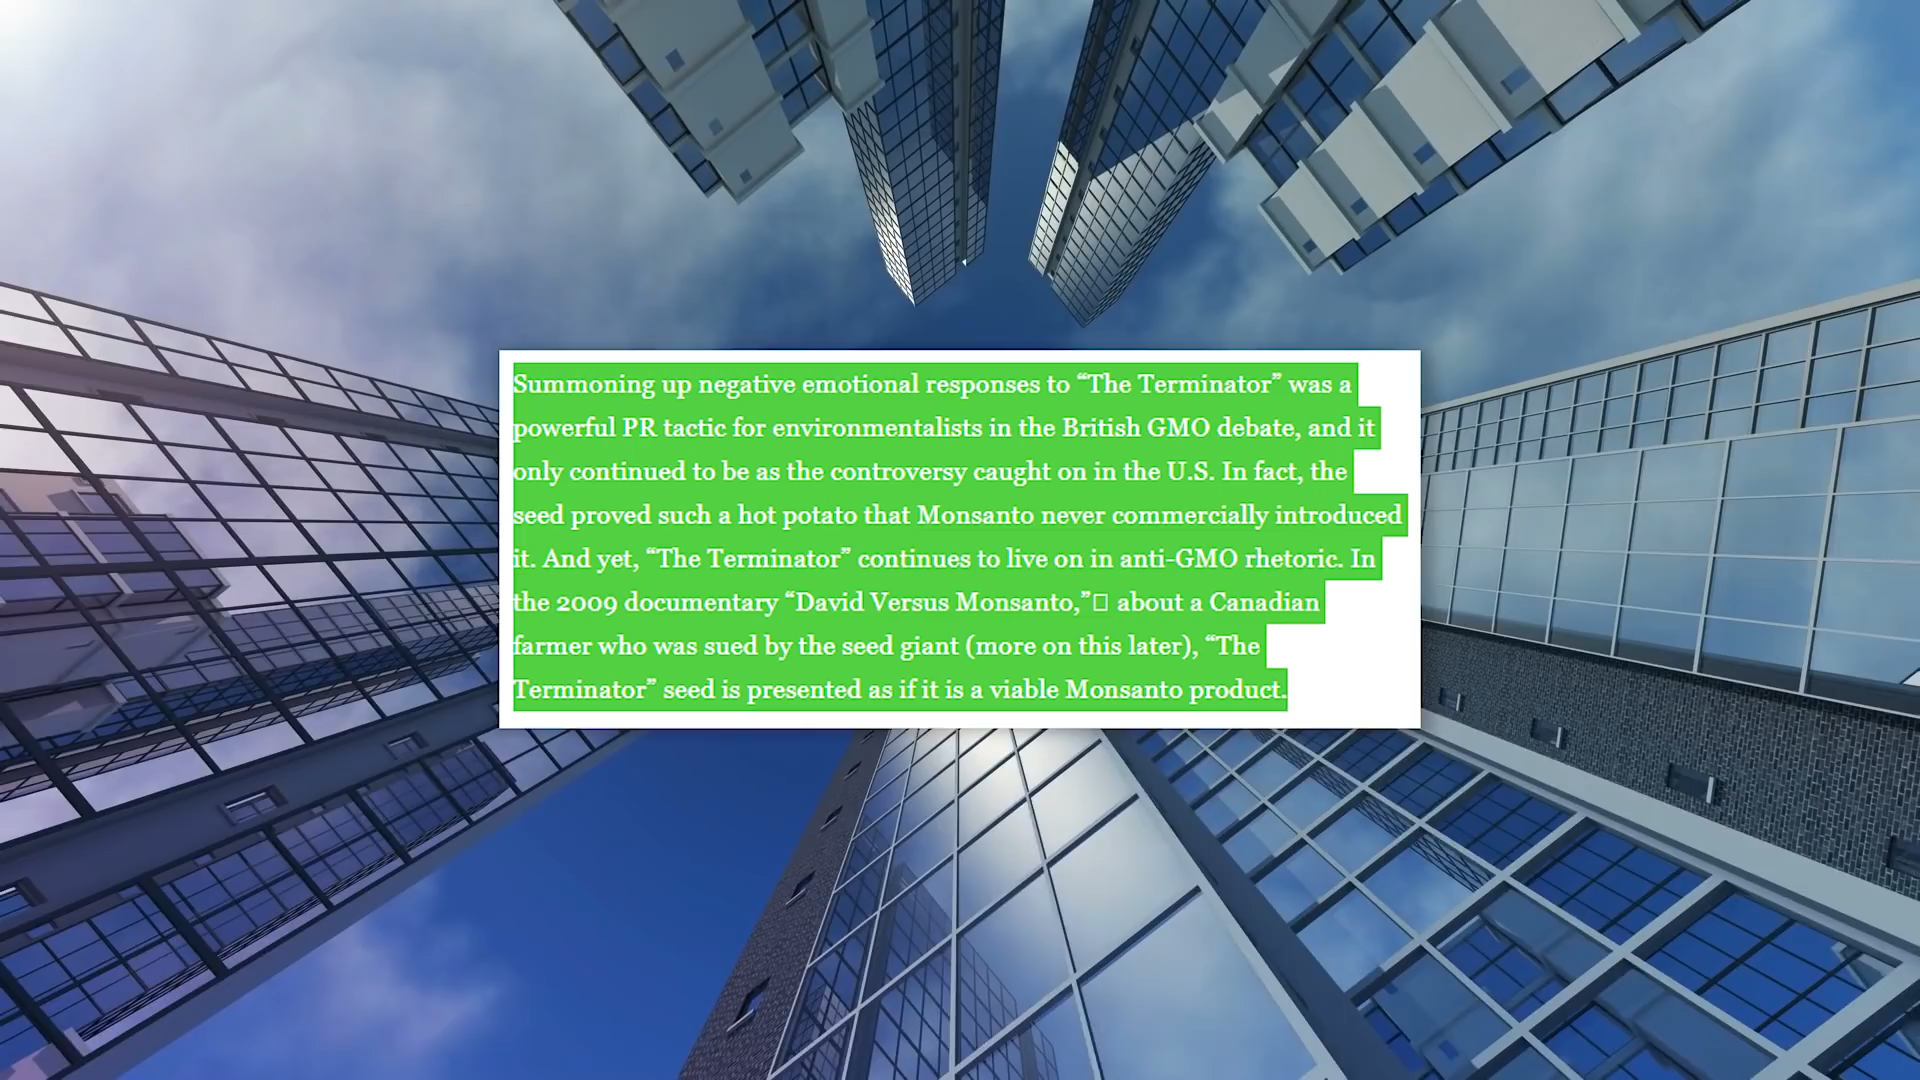 Summoning up negative emotional responses to “The Terminator” was a
powerful PR tactic for environmentalists in the British GMO debate, and it
only continued to be as the controversy caught on in the U.S. In fact, the
seed proved such a hot potato that Monsanto never commercially introduced
it. And yet, “The Terminator” continues to live on in anti-GMO rhetoric. In
the 2009 documentary “David Versus Monsanto,”□ about a Canadian
farmer who was sued by the seed giant (more on this later), “The
Terminator” seed is presented as if it is a viable Monsanto product.